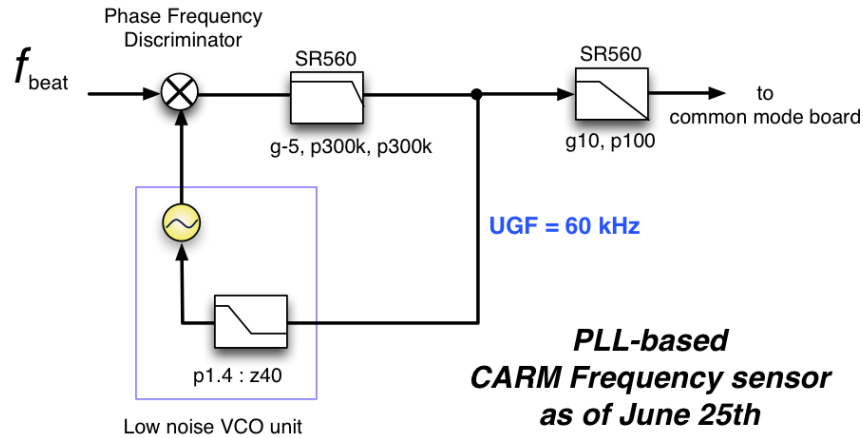 Phase Frequency
Discriminator
SR560
SR560
f beat
to
common mode board
g-5, p300k, p300k
g10, p100
UGF = 60 kHz
p1.4 : z40
Low noise VCO unit
PLL-based
CARM Frequency sensor
as of June 25th